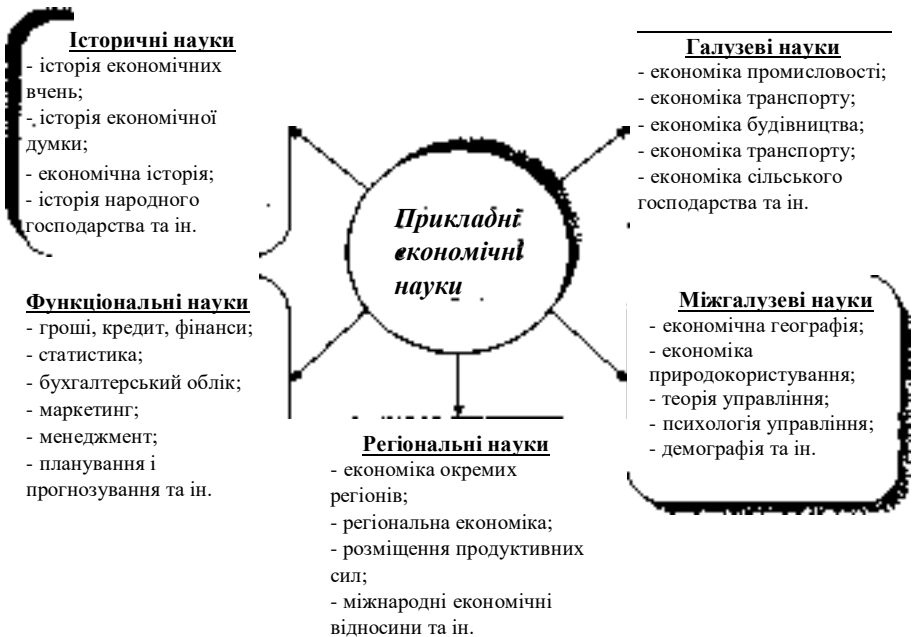 Історичні науки
- історія економічних
вчень;
- історія економічної
думки;
- економічна історія;
- історія народного
господарства та ін.
Галузеві науки
- економіка промисловості;
- економіка транспорту;
- економіка будівництва;
- економіка транспорту;
- економіка сільського
господарства та ін.
Прикладні
економічні
науки
Функціональні науки
- гроші, кредит, фінанси;
- статистика;
- бухгалтерський облік;
- маркетинг;
- менеджмент;
- планування і
прогнозування та ін.
Міжгалузеві науки
- економічна географія;
- економіка
природокористування;
- теорія управління;
- психологія управління;
- демографія та ін.
Регіональні науки
- економіка окремих
регіонів;
- регіональна економіка;
- розміщення продуктивних
сил;
- міжнародні економічні
відносини та ін.